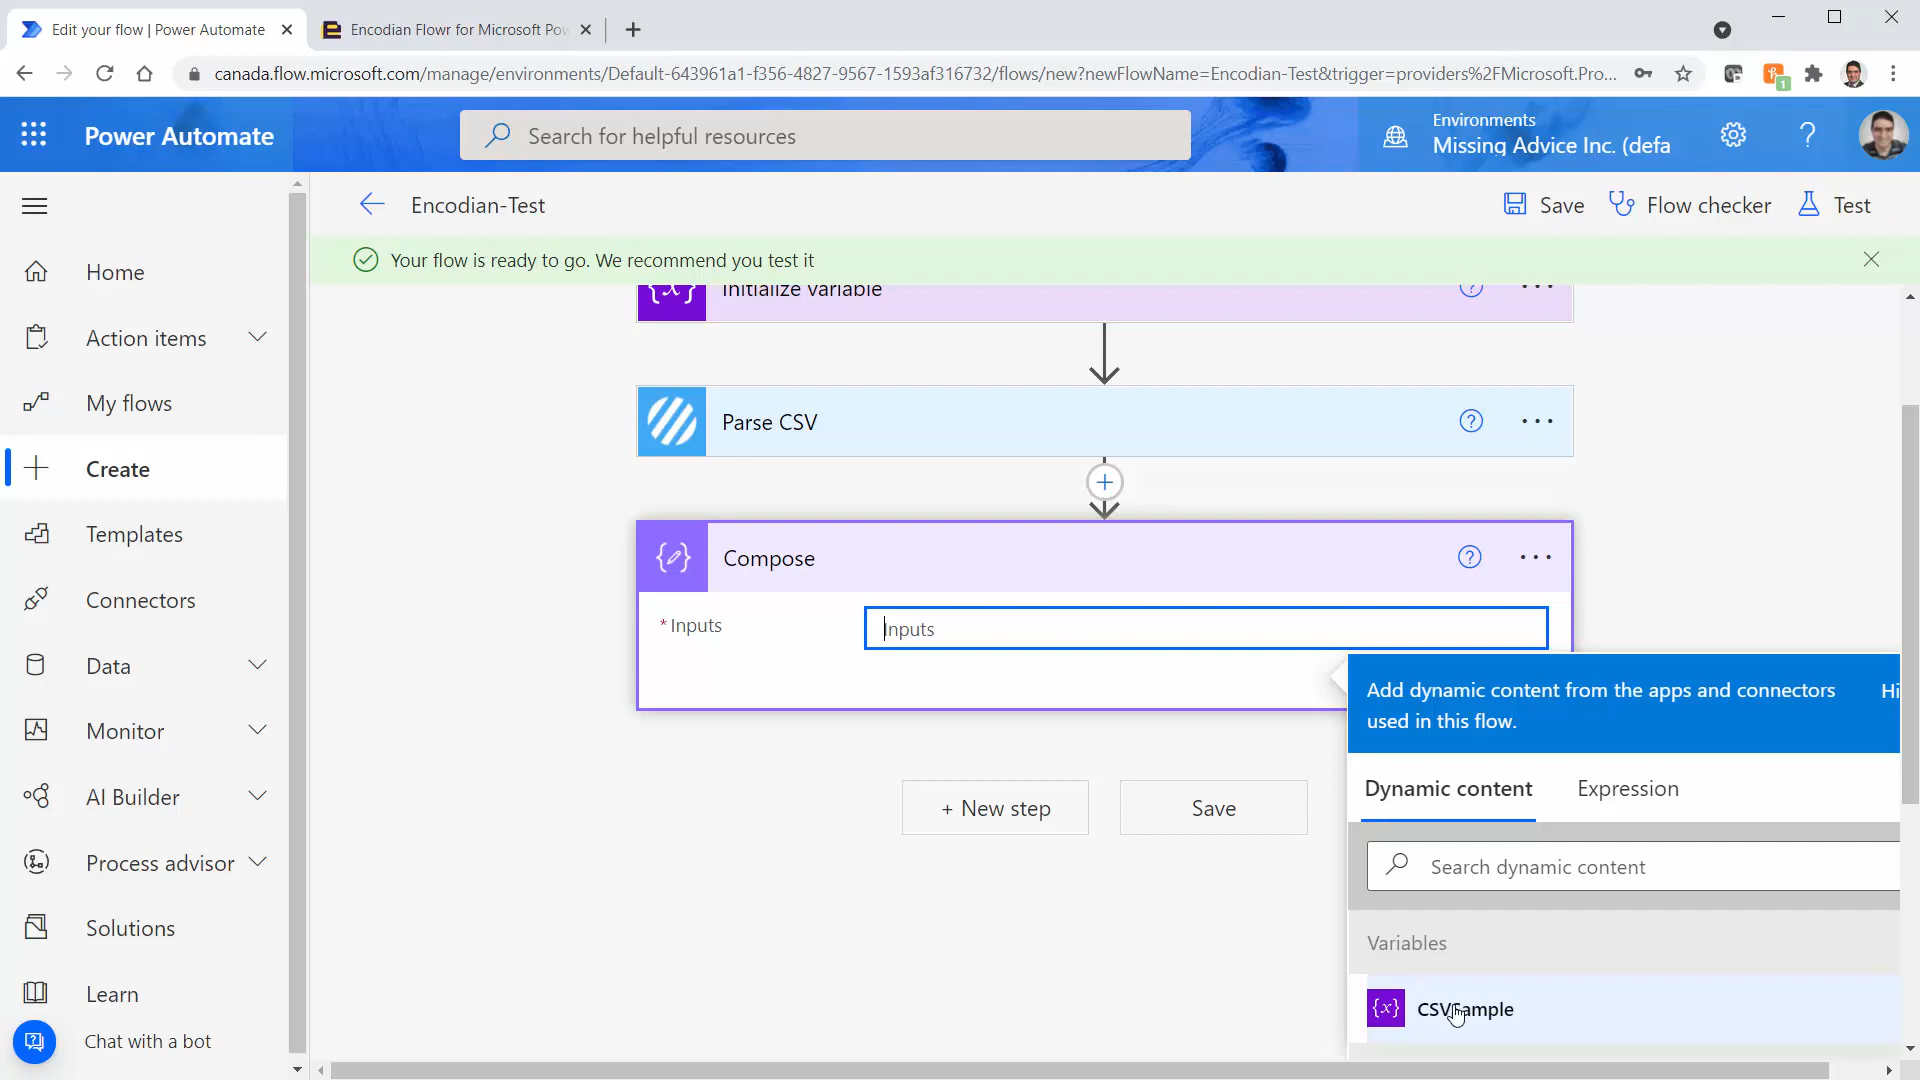 Edit your flow | Power Automate
Encodian Flowr for Microsoft Pow
canada.flow.microsoft.com/manage/environments/Default-643961a1-f356-4827-9567-1593af316732/flows/new?newFlowName=Encodian-Test&trigger=providers%2FMicrosoft.Pro...
1
Power Automate
Search for helpful resources
Environments
Missing Advice Inc. (defa
Encodian-Test
Save
Flow checker
Test
Your flow is ready to go. We recommend you test it
Home
Action items
My flows
Create
Templates
Connectors
Data
Monitor
AI Builder
Process advisor
Solutions
Learn
Chat with a bot
Initialize variable
Parse CSV
Compose
* Inputs
Inputs
+ New step
Save
Add dynamic content from the apps and connectors
used in this flow.
Hi
Dynamic content
Expression
Search dynamic content
Variables
{x} CSVSample